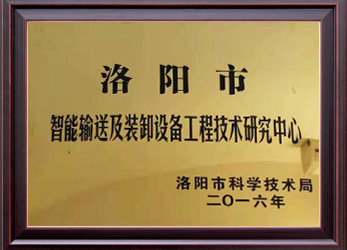 洛阳市
智能输送及装卸设备工程技术研究中心
洛阳市科学技术局
二〇一六年